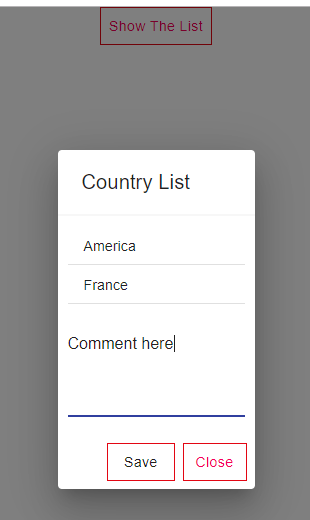 Show The List
Country List
America
France
Comment here
Save Close